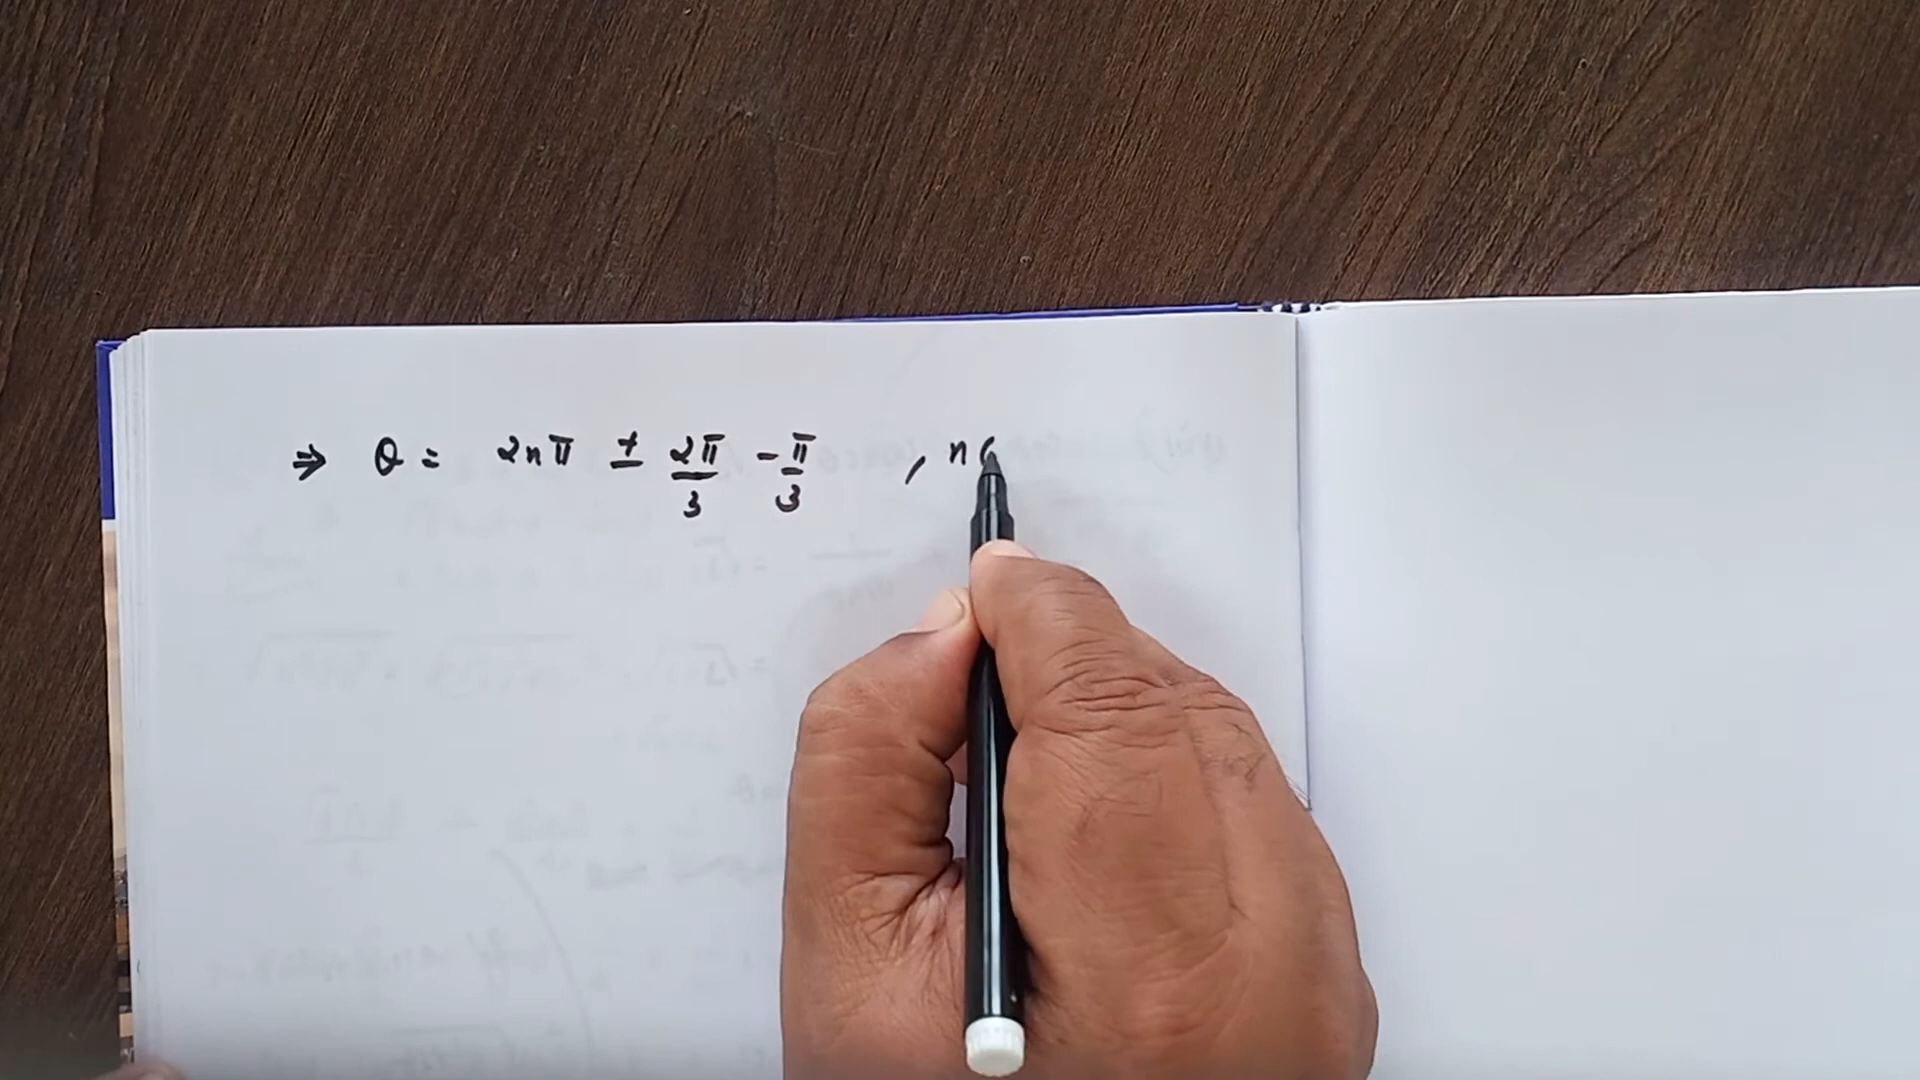 ⇒ θ = 2nπ ± 2π/3 - π/3 , n